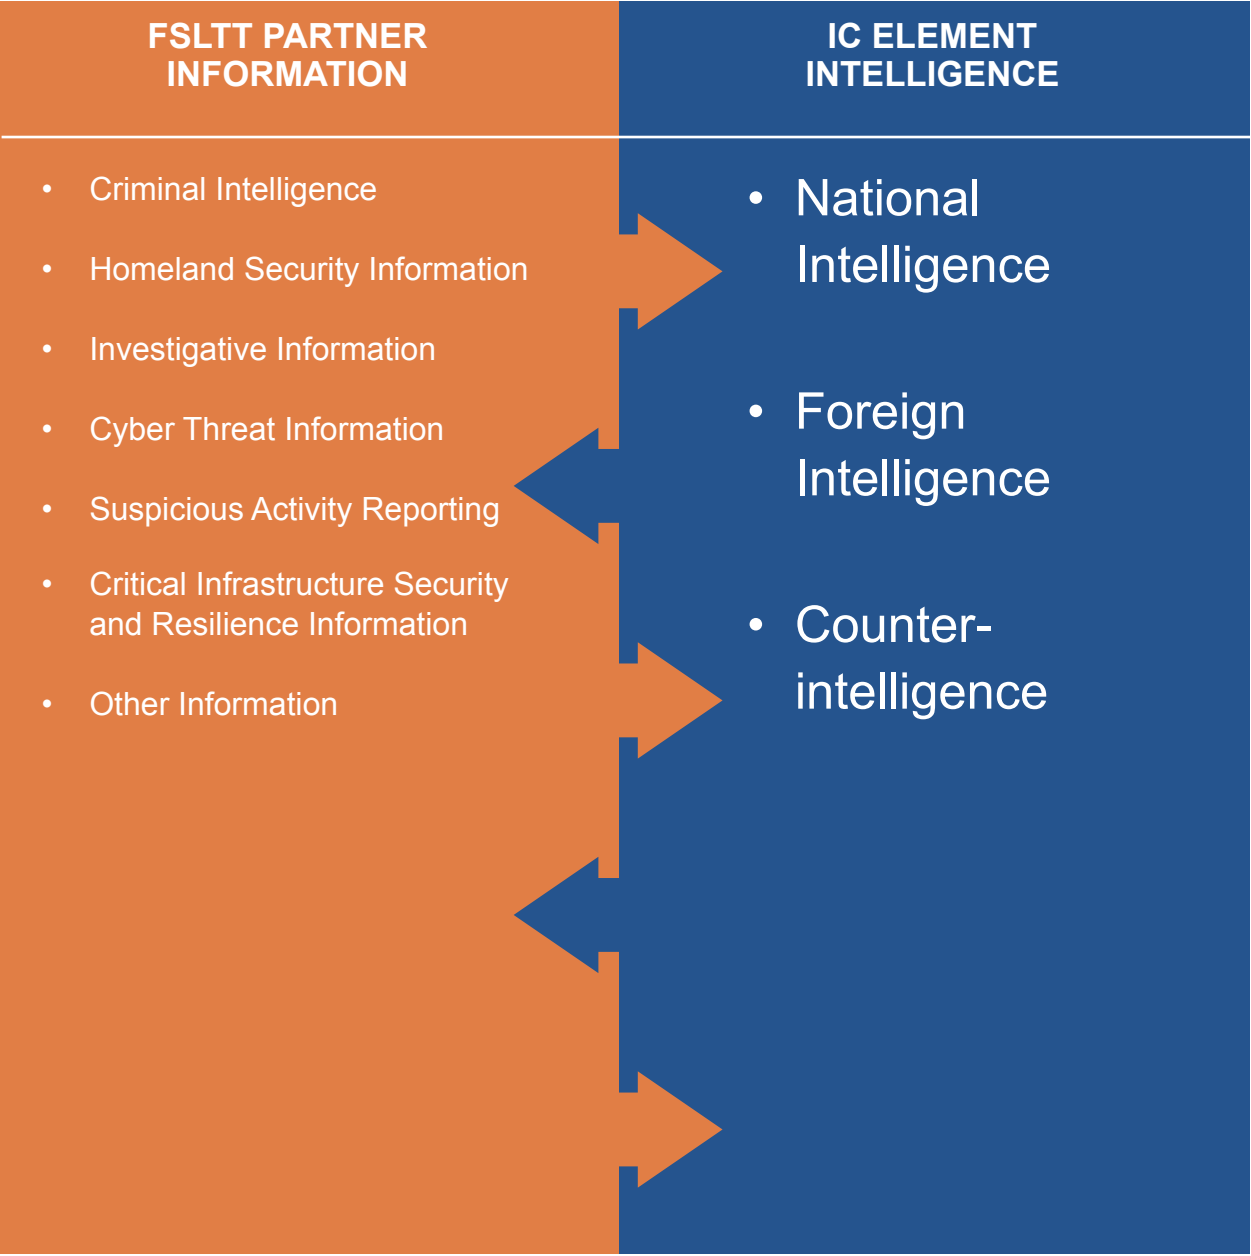 FSLTT PARTNER
INFORMATION
• Criminal Intelligence
• Homeland Security Information
• Investigative Information
• Cyber Threat Information
• Suspicious Activity Reporting
• Critical Infrastructure Security
and Resilience Information
• Other Information
IC ELEMENT
INTELLIGENCE
• National
Intelligence
• Foreign
Intelligence
• Counter-
intelligence